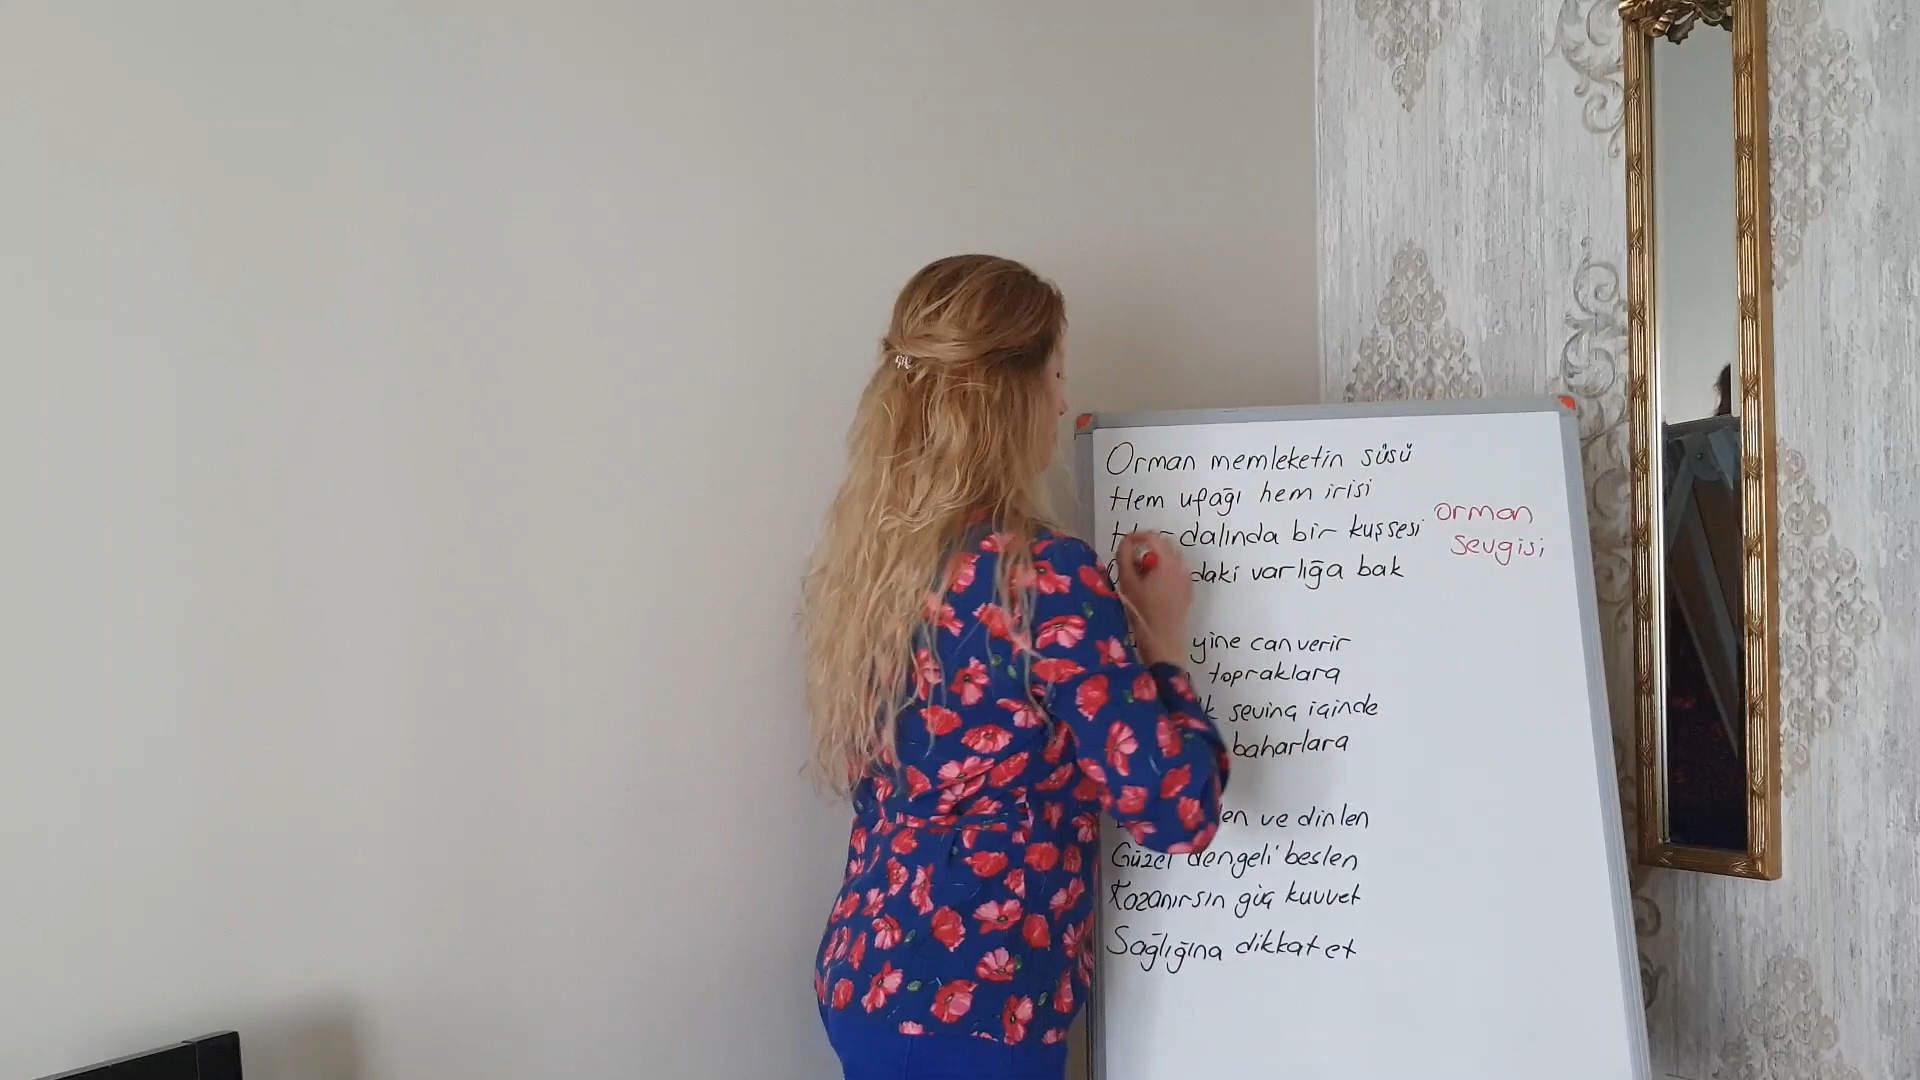 Orman memleketin süsü
Hem ufağı hem irisi
dalında bir kuşsesi
daki varlığa bak
orman
sevgisi
yine can verir
topraklara
sevinç içinde
baharlara
ve dinlen
Güzel dengeli beslen
Kazanırsın güç kuvvet
Sağlığına dikkat et